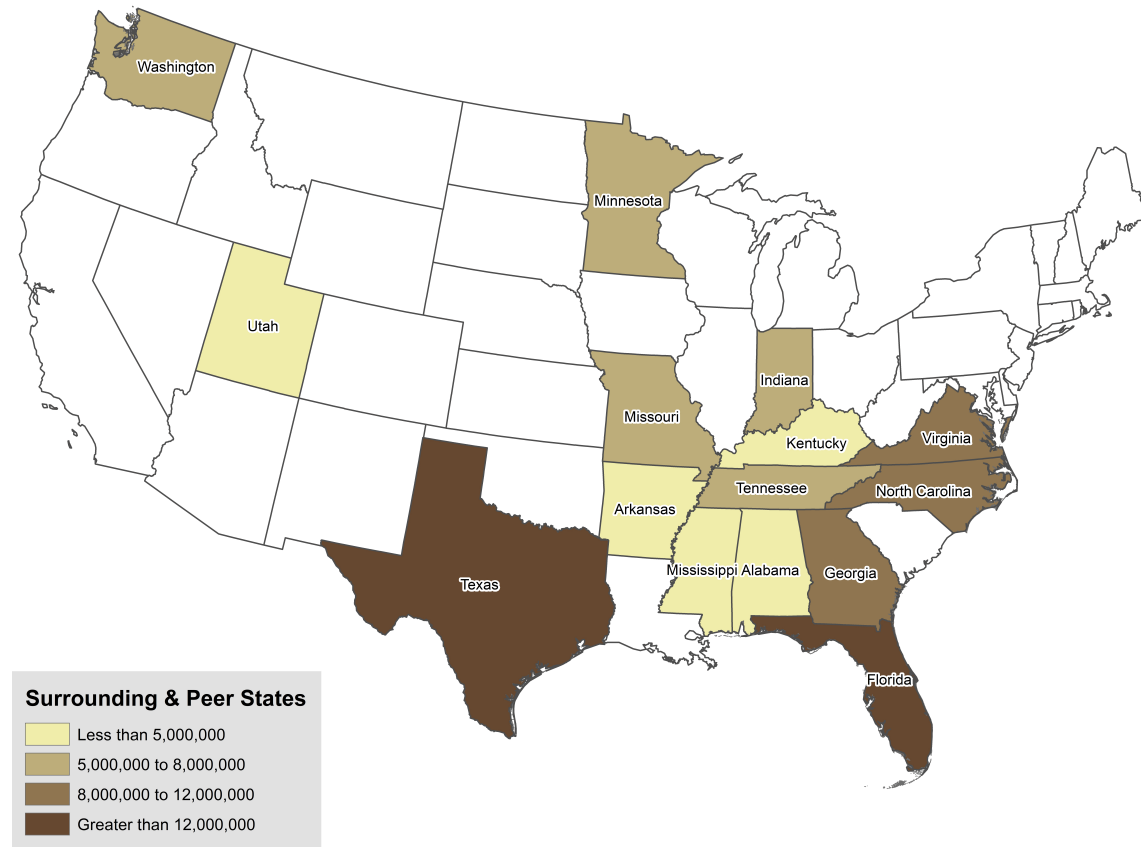 Washington
Minnesota
Utah
Indiana
Missouri
Kentucky
Virginia
Tennessee
North Carolina
Arkansas
Mississippi
Alabama
Georgia
Texas
Florida
Surrounding & Peer States
Less than 5,000,000
5,000,000 to 8,000,000
8,000,000 to 12,000,000
Greater than 12,000,000